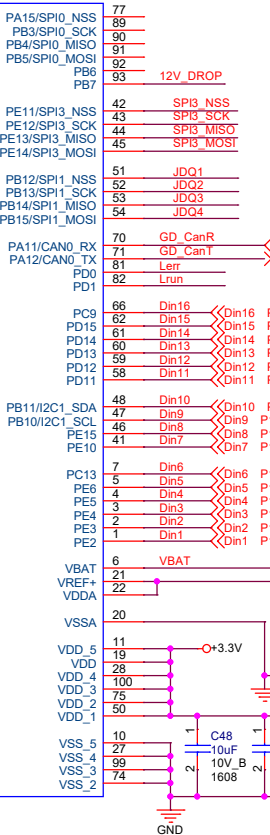 PA15/SPI0_NSS 77
PB3/SPI0_SCK 89
PB4/SPI0_MISO 90
PB5/SPI0_MOSI 91
PB6 92
PB7 93 12V_DROP
PE11/SPI3_NSS 42 SPI3_NSS
PE12/SPI3_SCK 43 SPI3_SCK
PE13/SPI3_MISO 44 SPI3_MISO
PE14/SPI3_MOSI 45 SPI3_MOSI
PB12/SPI1_NSS 51 JDQ1
PB13/SPI1_SCK 52 JDQ2
PB14/SPI1_MISO 53 JDQ3
PB15/SPI1_MOSI 54 JDQ4
PA11/CAN0_RX 70 GD_CanR
PA12/CAN0_TX 71 GD_CanT
PD0 81 Lerr
PD1 82 Lrun
PC9 66 Din16 Din16 P
PD15 62 Din15 Din15 P
PD14 61 Din14 Din14 P
PD13 60 Din13 Din13 P
PD12 59 Din12 Din12 P
PD11 58 Din11 Din11 P
PB11/I2C1_SDA 48 Din10 Din10 P
PB10/I2C1_SCL 47 Din9 Din9 P
PE15 46 Din8 Din8 P
PE10 41 Din7 Din7 P
PC13 7 Din6 Din6 P
PE6 5 Din5 Din5 P
PE5 4 Din4 Din4 P
PE4 3 Din3 Din3 P
PE3 2 Din2 Din2 P
PE2 1 Din1 Din1 P
VBAT 6 VBAT
VREF+ 21
VDDA 22
VSSA 20
VDD_5 11 +3.3V
VDD 19
VDD_4 28
VDD_3 100
VDD_2 75
VDD_1 50
VSS_5 10
VSS_4 27
VSS_3 99
VSS_2 74
1 1
C48
10uF
10V_B
1608
2 2
GND